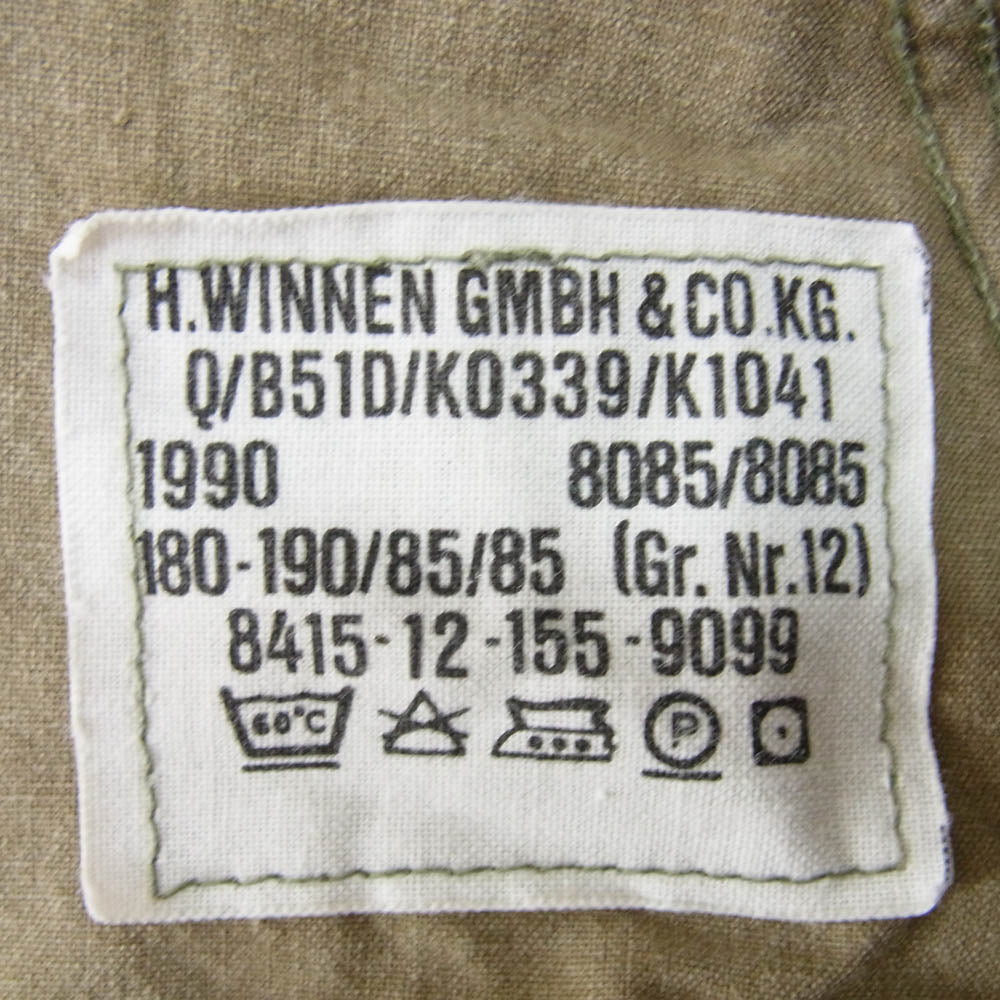 H.WINNEN GMBH & CO.KG.
Q/B51D/K0339/K1041
1990 8085/8085
180-190/85/85 (Gr. Nr.12)
8415-12-155-9099
60°C P